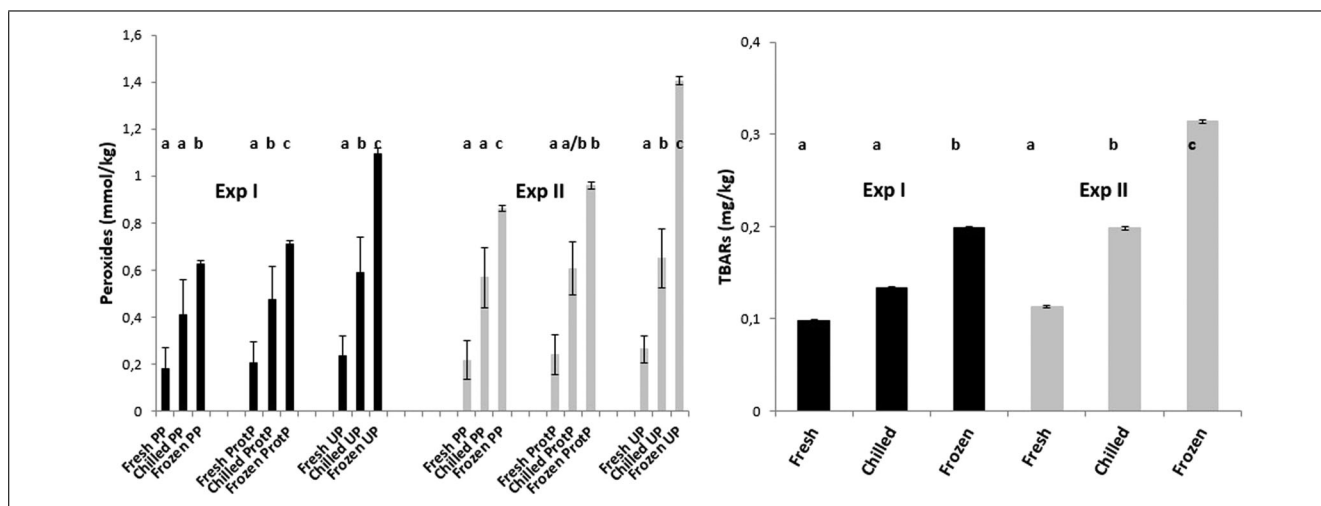 Peroxides (mmol/kg)
1,6
1,4
1,2
1
0,8
0,6
0,4
0,2
0
a a b a b c a b c a a c a a/b b a b c
Exp I Exp II
Fresh PP
Chilled PP
Frozen PP
Fresh ProtP
Chilled ProtP
Frozen ProtP
Fresh UP
Chilled UP
Frozen UP
Fresh PP
Chilled PP
Frozen PP
Fresh ProtP
Chilled ProtP
Frozen ProtP
Fresh UP
Chilled UP
Frozen UP
TBARs (mg/kg)
0,4
0,3
0,2
0,1
0
a a b a b c
Exp I Exp II
Fresh
Chilled
Frozen
Fresh
Chilled
Frozen